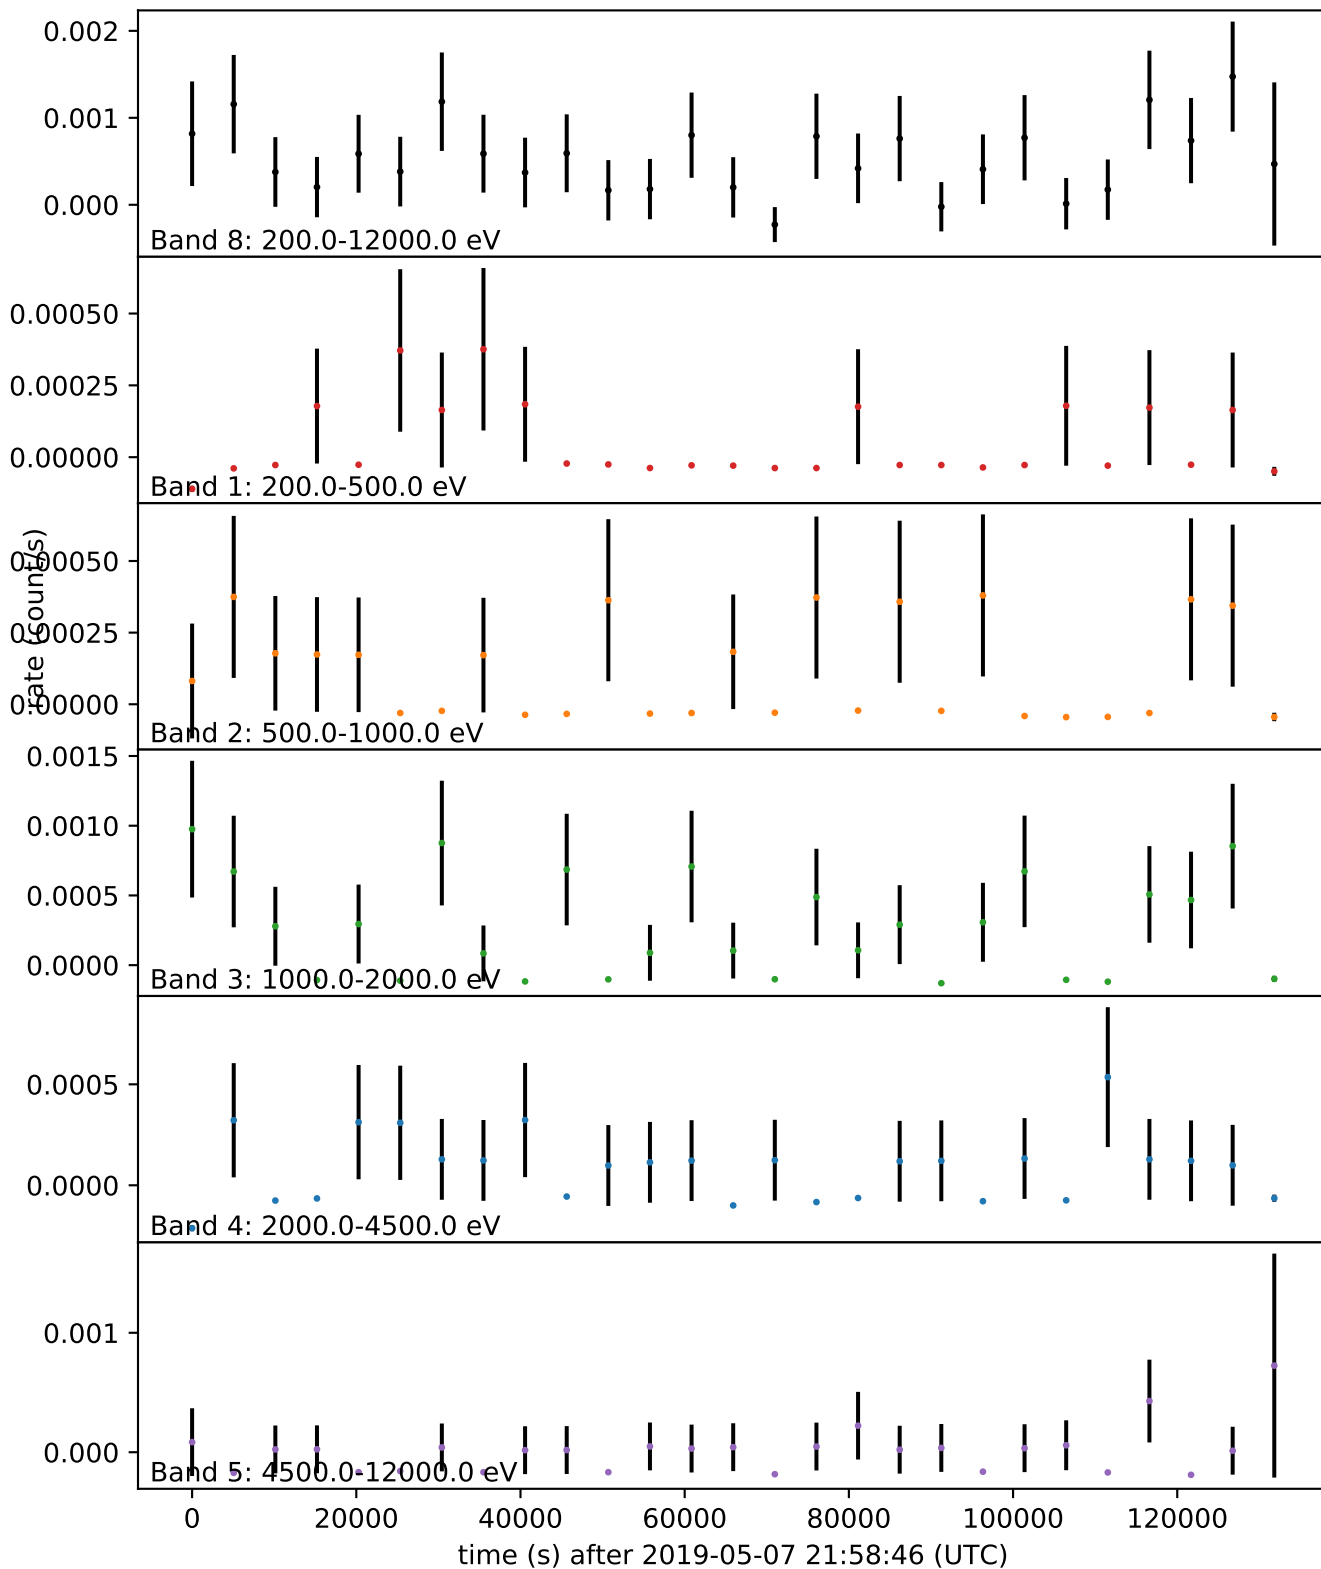 0.002
0.001
0.000
Band 8: 200.0-12000.0 eV
0.00050
0.00025
0.00000
Band 1: 200.0-500.0 eV
rate (count/s)
0.00050
0.00025
0.00000
Band 2: 500.0-1000.0 eV
0.0015
0.0010
0.0005
0.0000
Band 3: 1000.0-2000.0 eV
0.0005
0.0000
Band 4: 2000.0-4500.0 eV
0.001
0.000
Band 5: 4500.0-12000.0 eV
0 20000 40000 60000 80000 100000 120000
time (s) after 2019-05-07 21:58:46 (UTC)